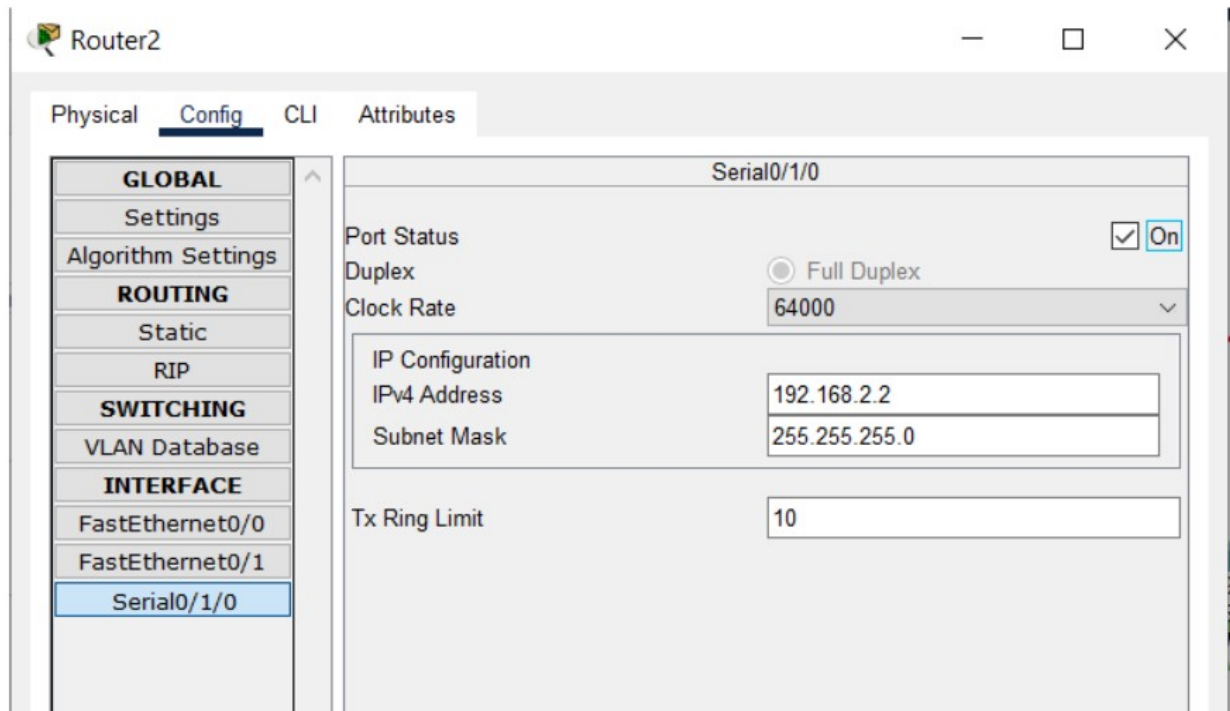 Router2
Physical Config CLI Attributes
GLOBAL
Settings
Algorithm Settings
ROUTING
Static
RIP
SWITCHING
VLAN Database
INTERFACE
FastEthernet0/0
FastEthernet0/1
Serial0/1/0
Serial0/1/0
Port Status On
Duplex Full Duplex
Clock Rate 64000
IP Configuration
IPv4 Address 192.168.2.2
Subnet Mask 255.255.255.0
Tx Ring Limit 10